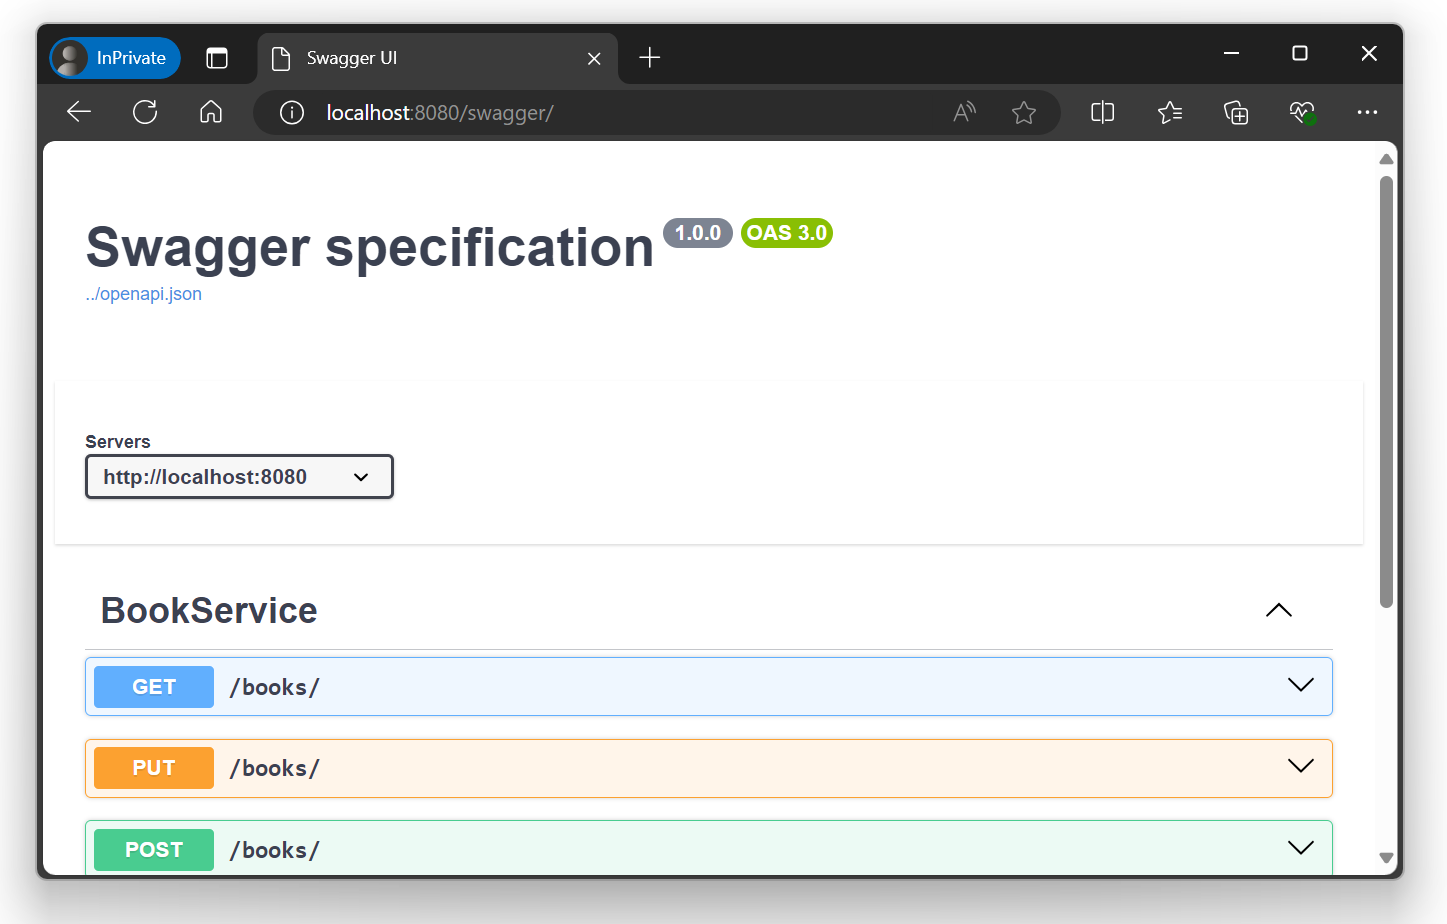 InPrivate
Swagger UI
localhost:8080/swagger/
Swagger specification 1.0.0 OAS 3.0
../openapi.json
Servers
http://localhost:8080
BookService
GET /books/
PUT /books/
POST /books/